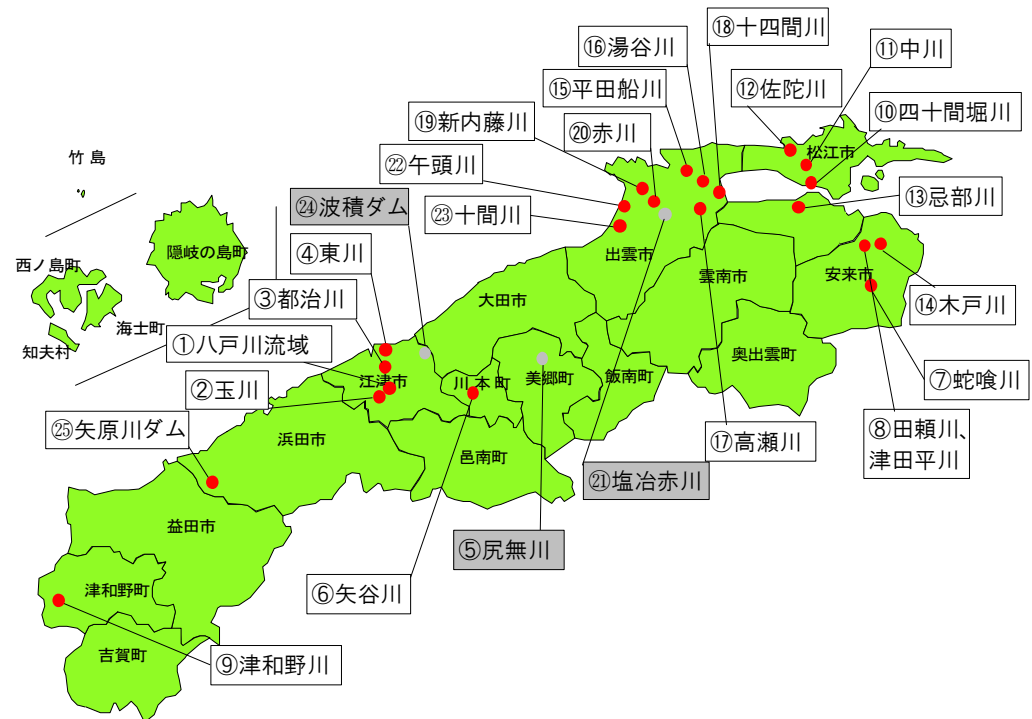 ⑱十四間川
⑯湯谷川
⑪中川
⑮平田船川
⑫佐陀川
⑩四十間堀川
⑲新内藤川
⑳赤川
松江市
竹島
㉒午頭川
㉔波積ダム
㉓十間川
⑬忌部川
隠岐の島町
④東川
出雲市
雲南市
安来市
西ノ島町
③都治川
大田市
⑭木戸川
海士町
①八戸川流域
知夫村
江津市
川本町
美郷町
飯南町
奥出雲町
②玉川
⑦蛇喰川
㉕矢原川ダム
浜田市
邑南町
⑰高瀬川
⑧田頼川、
津田平川
㉑塩冶赤川
益田市
⑤尻無川
津和野町
⑥矢谷川
吉賀町
⑨津和野川